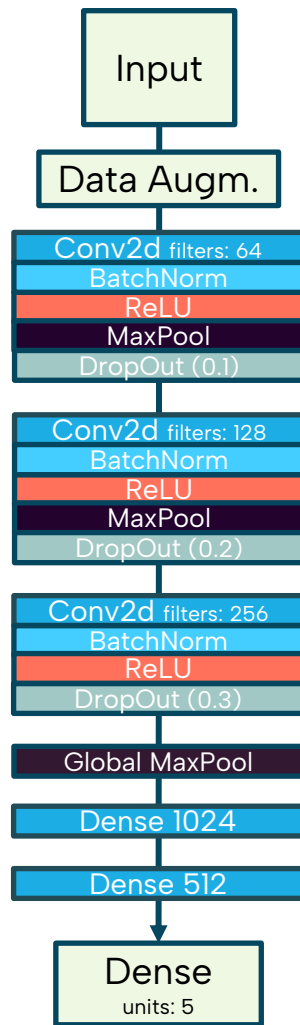 Input
Data Augm.
Conv2d filters: 64
BatchNorm
ReLU
MaxPool
DropOut (0.1)
Conv2d filters: 128
BatchNorm
ReLU
MaxPool
DropOut (0.2)
Conv2d filters: 256
BatchNorm
ReLU
DropOut (0.3)
Global MaxPool
Dense 1024
Dense 512
Dense
units: 5